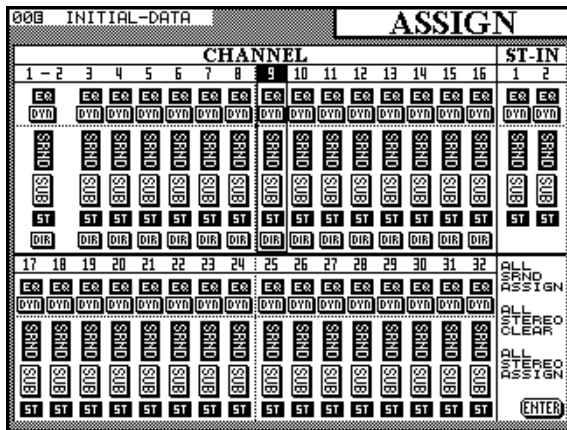 00B INITIAL-DATA ASSIGN
CHANNEL ST-IN
1 - 2 3 4 5 6 7 8 9 10 11 12 13 14 15 16 1 2
EQ EQ EQ EQ EQ EQ EQ EQ EQ EQ EQ EQ EQ EQ EQ EQ EQ
DYN DYN DYN DYN DYN DYN DYN DYN DYN DYN DYN DYN DYN DYN DYN DYN DYN
SRND SRND SRND SRND SRND SRND SRND SRND SRND SRND SRND SRND SRND SRND SRND SRND SRND
SUB SUB SUB SUB SUB SUB SUB SUB SUB SUB SUB SUB SUB SUB SUB SUB SUB
ST ST ST ST ST ST ST ST ST ST ST ST ST ST ST ST ST
DIR DIR DIR DIR DIR DIR DIR DIR DIR DIR DIR DIR DIR DIR DIR
17 18 19 20 21 22 23 24 25 26 27 28 29 30 31 32
EQ EQ EQ EQ EQ EQ EQ EQ EQ EQ EQ EQ EQ EQ EQ EQ
DYN DYN DYN DYN DYN DYN DYN DYN DYN DYN DYN DYN DYN DYN DYN DYN
SRND SRND SRND SRND SRND SRND SRND SRND SRND SRND SRND SRND SRND SRND SRND SRND
SUB SUB SUB SUB SUB SUB SUB SUB SUB SUB SUB SUB SUB SUB SUB SUB
ST ST ST ST ST ST ST ST ST ST ST ST ST ST ST ST
ALL
SRND
ASSIGN
ALL
STEREO
CLEAR
ALL
STEREO
ASSIGN
ENTER